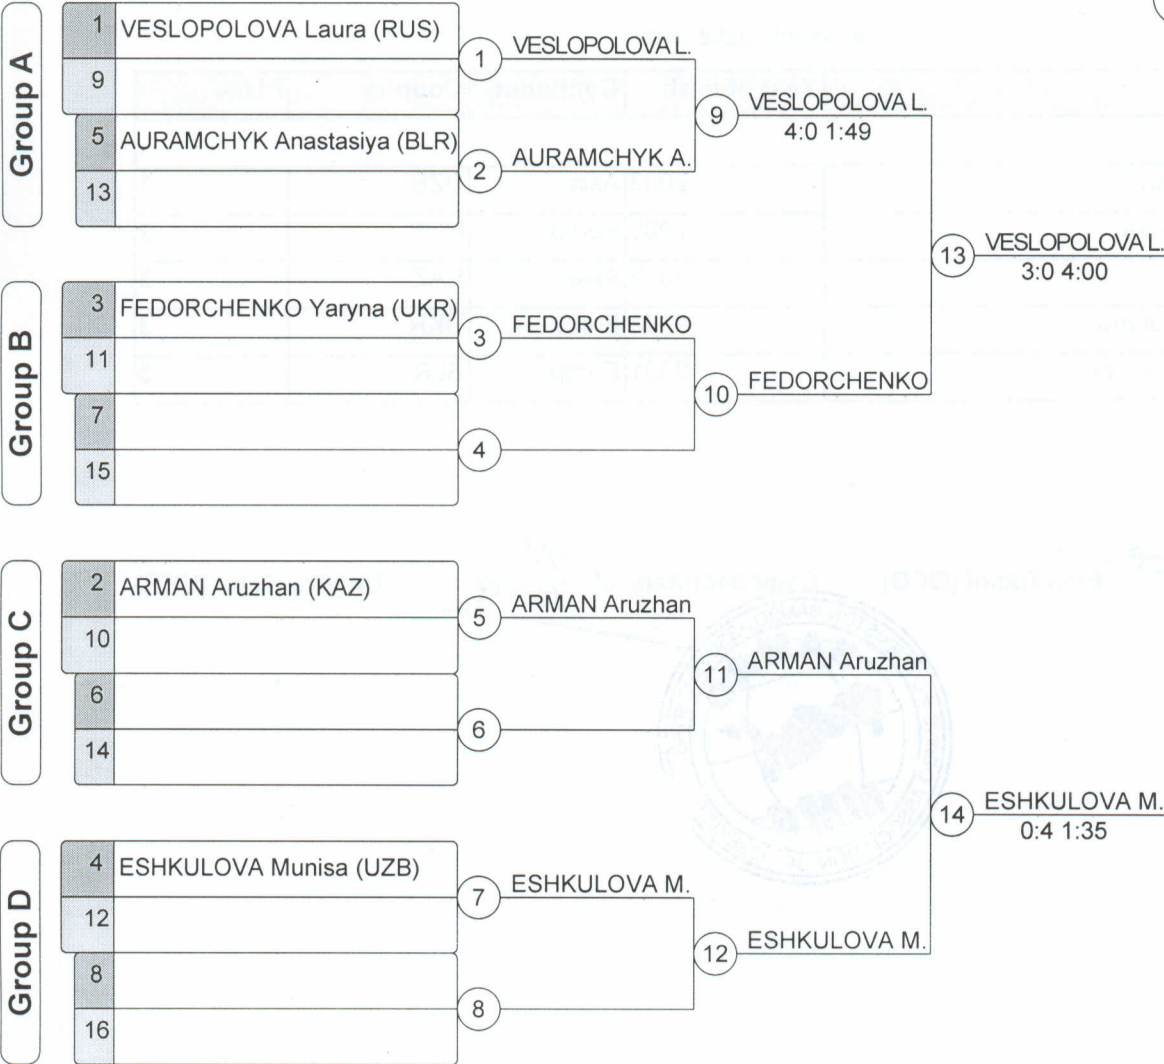 Group A
1 VESLOPOLOVA Laura (RUS)
9
5 AURAMCHYK Anastasiya (BLR)
13
1 VESLOPOLOVA L.
2 AURAMCHYK A.
9 VESLOPOLOVA L.
4:0 1:49
13 VESLOPOLOVA L.
3:0 4:00
Group B
3 FEDORCHENKO Yaryna (UKR)
11
7
15
3 FEDORCHENKO
4
10 FEDORCHENKO
Group C
2 ARMAN Aruzhan (KAZ)
10
6
14
5 ARMAN Aruzhan
6
11 ARMAN Aruzhan
14 ESHKULOVA M.
0:4 1:35
Group D
4 ESHKULOVA Munisa (UZB)
12
8
16
7 ESHKULOVA M.
8
12 ESHKULOVA M.